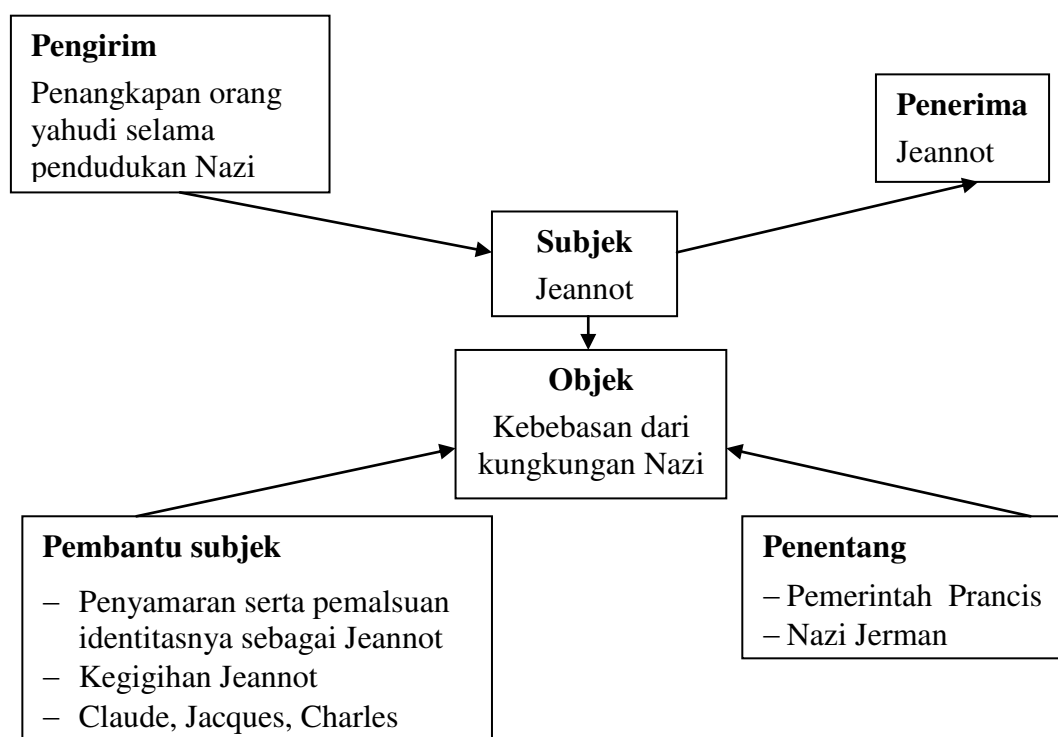 Pengirim
Penangkapan orang
yahudi selama
pendudukan Nazi
Penerima
Jeannot
Subjek
Jeannot
Objek
Kebebasan dari
kungkungan Nazi
Pembantu subjek
– Penyamaran serta pemalsuan
identitasnya sebagai Jeannot
– Kegigihan Jeannot
– Claude, Jacques, Charles
Penentang
– Pemerintah Prancis
– Nazi Jerman